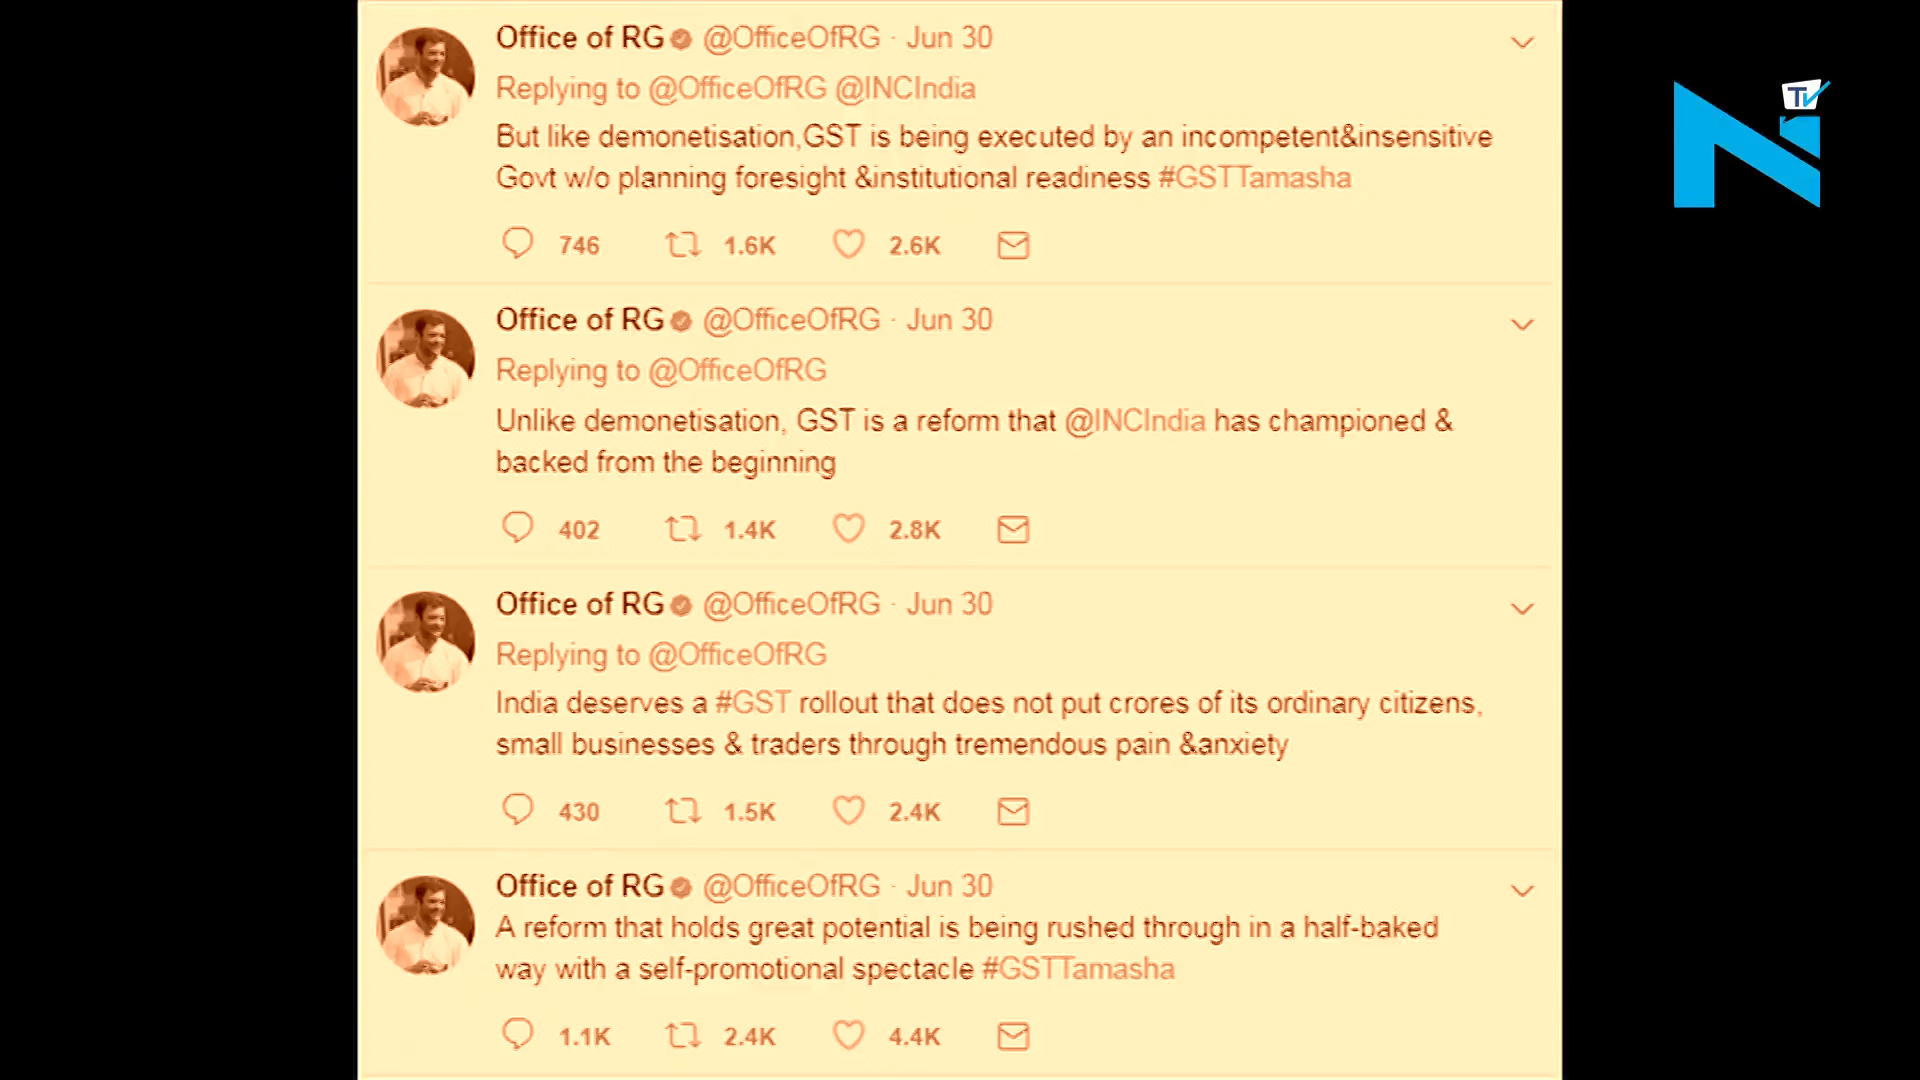 Office of RG @OfficeOfRG · Jun 30
Replying to @OfficeOfRG @INCIndia
But like demonetisation,GST is being executed by an incompetent&insensitive
Govt w/o planning foresight &institutional readiness #GSTTamasha
746 1.6K 2.6K
Office of RG @OfficeOfRG · Jun 30
Replying to @OfficeOfRG
Unlike demonetisation, GST is a reform that @INCIndia has championed &
backed from the beginning
402 1.4K 2.8K
Office of RG @OfficeOfRG · Jun 30
Replying to @OfficeOfRG
India deserves a #GST rollout that does not put crores of its ordinary citizens,
small businesses & traders through tremendous pain &anxiety
430 1.5K 2.4K
Office of RG @OfficeOfRG · Jun 30
A reform that holds great potential is being rushed through in a half-baked
way with a self-promotional spectacle #GSTTamasha
1.1K 2.4K 4.4K
N TV